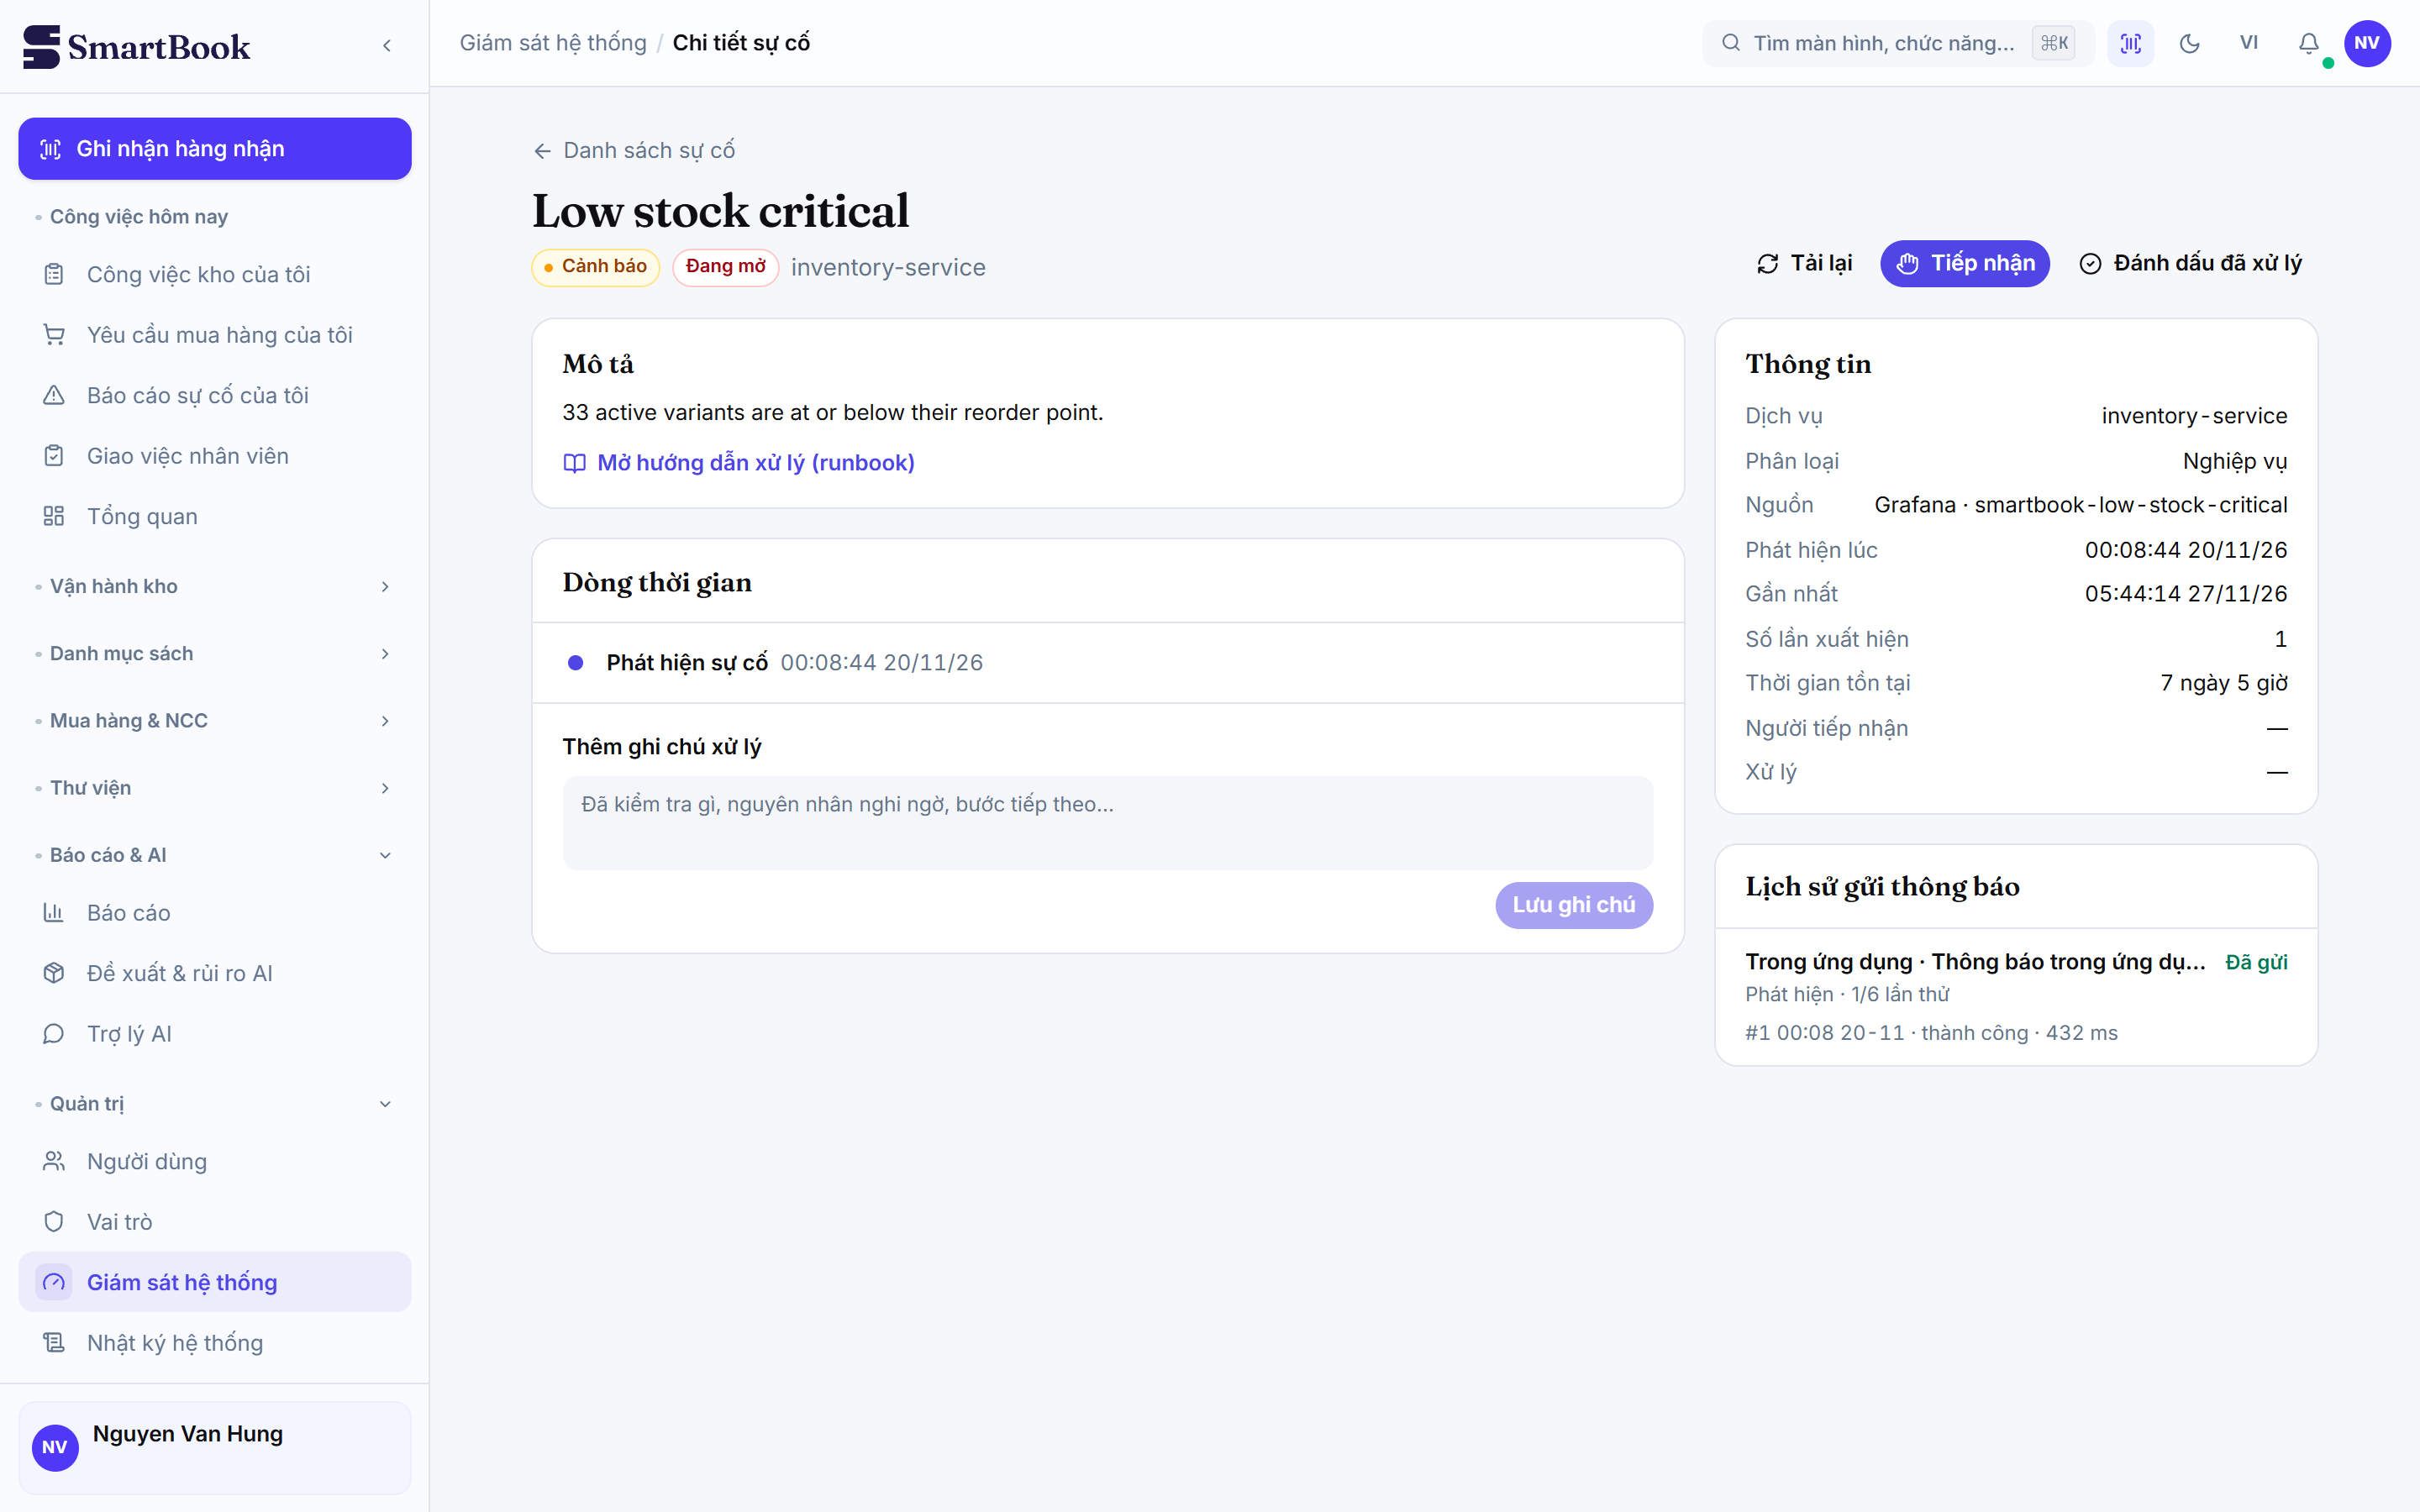 SmartBook
Ghi nhận hàng nhận
Công việc hôm nay
Công việc kho của tôi
Yêu cầu mua hàng của tôi
Báo cáo sự cố của tôi
Giao việc nhân viên
Tổng quan
Vận hành kho
Danh mục sách
Mua hàng & NCC
Thư viện
Báo cáo & AI
Báo cáo
Đề xuất & rủi ro AI
Trợ lý AI
Quản trị
Người dùng
Vai trò
Giám sát hệ thống
Nhật ký hệ thống
NV
Nguyen Van Hung
Giám sát hệ thống / Chi tiết sự cố
Tìm màn hình, chức năng... ⌘K
VI
NV
Danh sách sự cố
Low stock critical
Cảnh báo
Đang mở
inventory-service
Tải lại
Tiếp nhận
Đánh dấu đã xử lý
Mô tả
33 active variants are at or below their reorder point.
Mở hướng dẫn xử lý (runbook)
Dòng thời gian
Phát hiện sự cố 00:08:44 20/11/26
Thêm ghi chú xử lý
Đã kiểm tra gì, nguyên nhân nghi ngờ, bước tiếp theo...
Lưu ghi chú
Thông tin
Dịch vụ inventory-service
Phân loại Nghiệp vụ
Nguồn Grafana · smartbook-low-stock-critical
Phát hiện lúc 00:08:44 20/11/26
Gần nhất 05:44:14 27/11/26
Số lần xuất hiện 1
Thời gian tồn tại 7 ngày 5 giờ
Người tiếp nhận —
Xử lý —
Lịch sử gửi thông báo
Trong ứng dụng · Thông báo trong ứng dụ... Đã gửi
Phát hiện · 1/6 lần thử
#1 00:08 20-11 · thành công · 432 ms